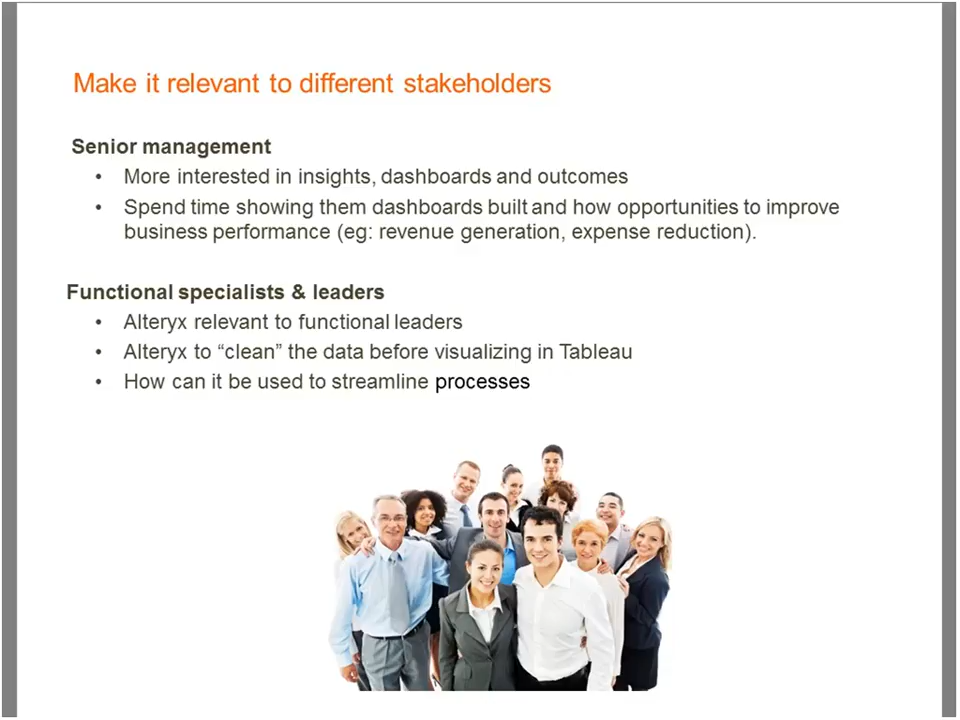 Make it relevant to different stakeholders
Senior management
• More interested in insights, dashboards and outcomes
• Spend time showing them dashboards built and how opportunities to improve
business performance (eg: revenue generation, expense reduction).
Functional specialists & leaders
• Alteryx relevant to functional leaders
• Alteryx to “clean” the data before visualizing in Tableau
• How can it be used to streamline processes